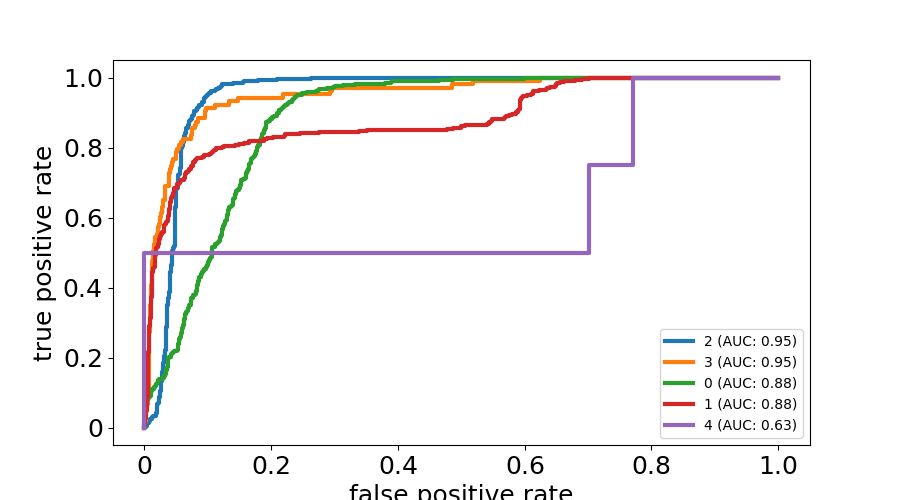 1.0
0.8
0.6
0.4
0.2
0
true positive rate
2 (AUC: 0.95)
3 (AUC: 0.95)
0 (AUC: 0.88)
1 (AUC: 0.88)
4 (AUC: 0.63)
0 0.2 0.4 0.6 0.8 1.0
false positive rate